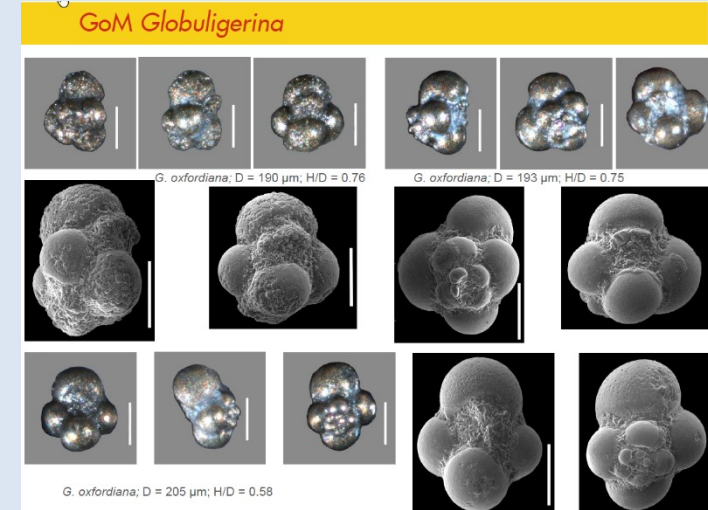 GoM Globuligerina
G. oxfordiana; D = 190 µm; H/D = 0.76
G. oxfordiana; D = 193 µm; H/D = 0.75
G. oxfordiana; D = 205 µm; H/D = 0.58